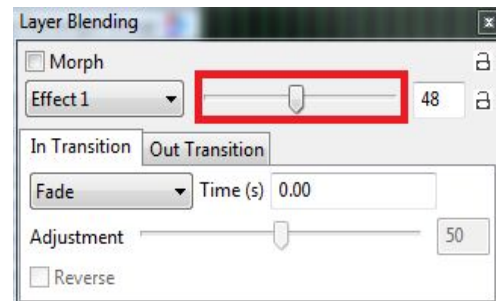 Layer Blending
Morph
Effect 1 48
In Transition Out Transition
Fade Time (s) 0.00
Adjustment 50
Reverse